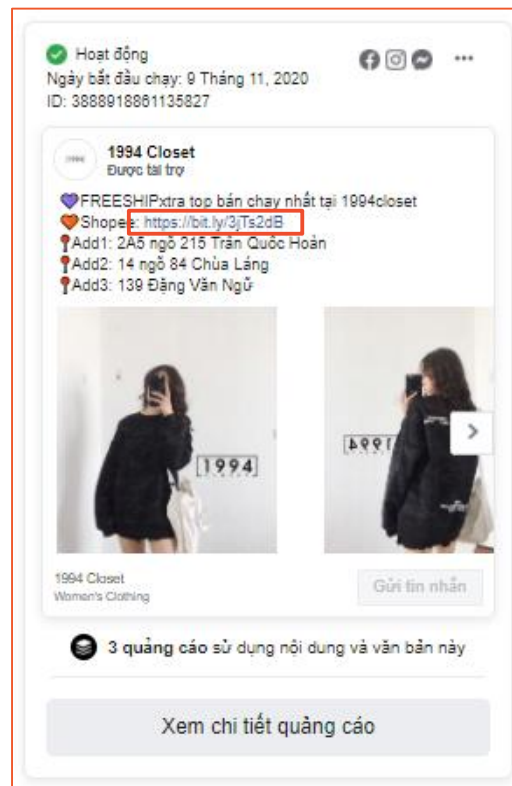 Hoạt động
Ngày bắt đầu chạy: 9 Tháng 11, 2020
ID: 3888918861135827
1994 Closet
Được tài trợ
💜FREESHIPxtra top bán chạy nhất tại 1994closet
🧡Shopee: https://bit.ly/3jTs2dB
📍Add1: 2A5 ngõ 215 Trần Quốc Hoàn
📍Add2: 14 ngõ 84 Chùa Láng
📍Add3: 139 Đặng Văn Ngữ
[1994]
1994 Closet
Women's Clothing
Gửi tin nhắn
3 quảng cáo sử dụng nội dung và văn bản này
Xem chi tiết quảng cáo